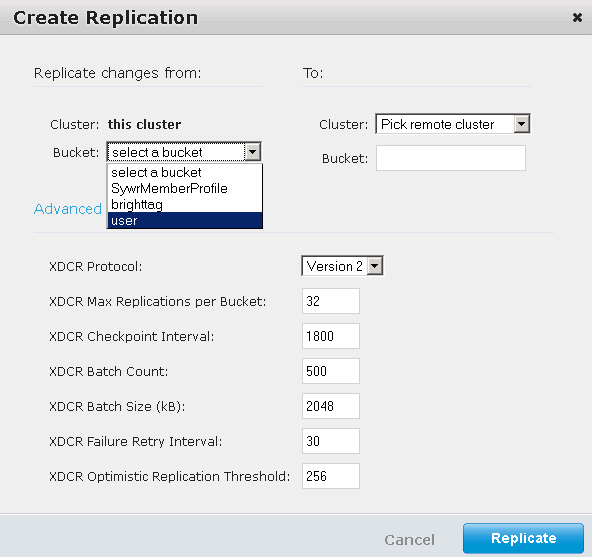 Create Replication ×
Replicate changes from: To:
Cluster: this cluster Cluster: Pick remote cluster
Bucket: select a bucket Bucket:
select a bucket
SywrMemberProfile
brighttag
user
Advanced
XDCR Protocol: Version 2
XDCR Max Replications per Bucket: 32
XDCR Checkpoint Interval: 1800
XDCR Batch Count: 500
XDCR Batch Size (kB): 2048
XDCR Failure Retry Interval: 30
XDCR Optimistic Replication Threshold: 256
Cancel Replicate